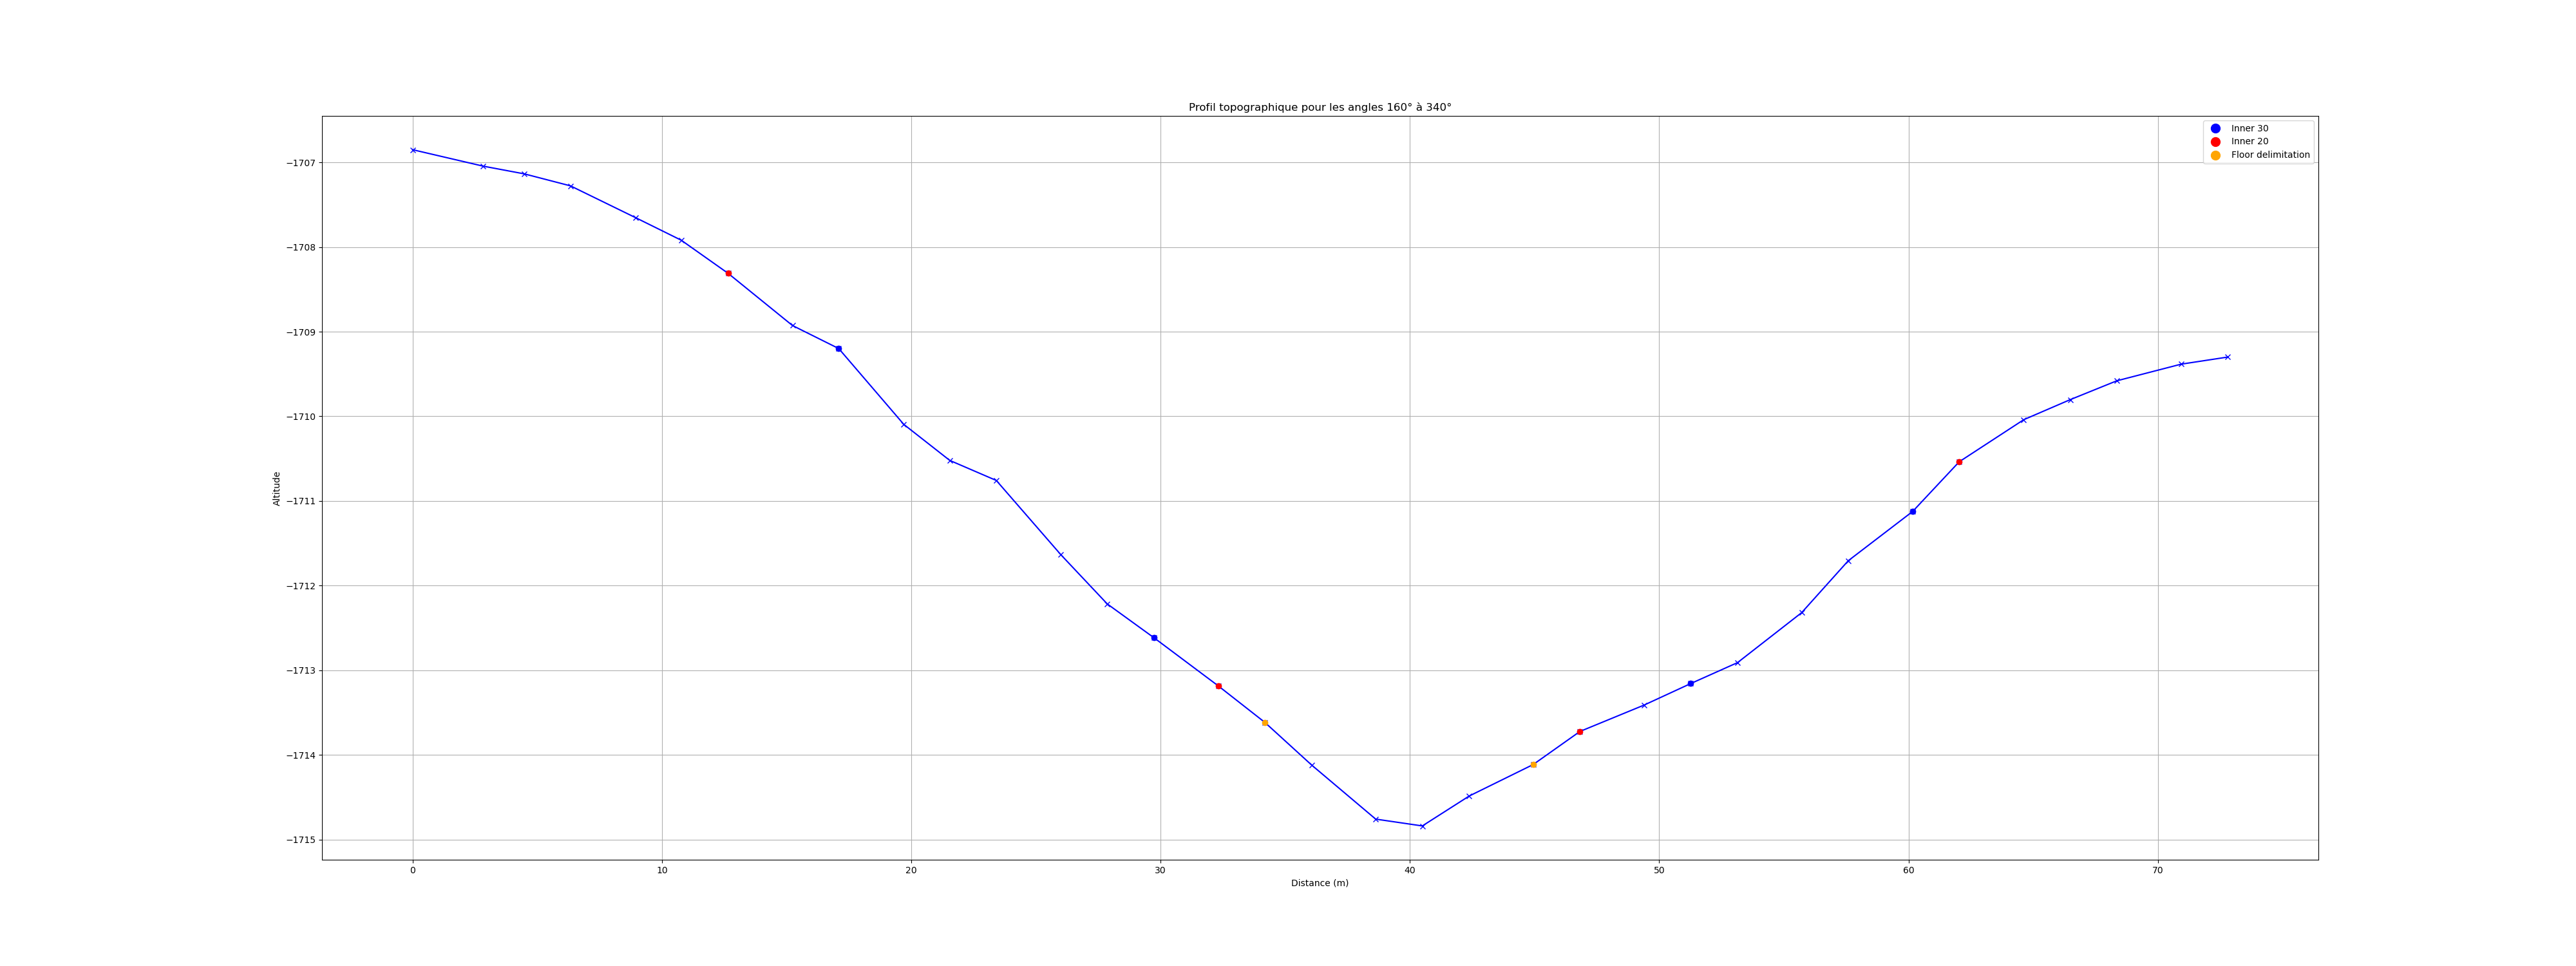 Profil topographique pour les angles 160° à 340°
Inner 30
Inner 20
Floor delimitation
−1707
−1708
−1709
−1710
−1711
−1712
−1713
−1714
−1715
Altitude
0 10 20 30 40 50 60 70
Distance (m)